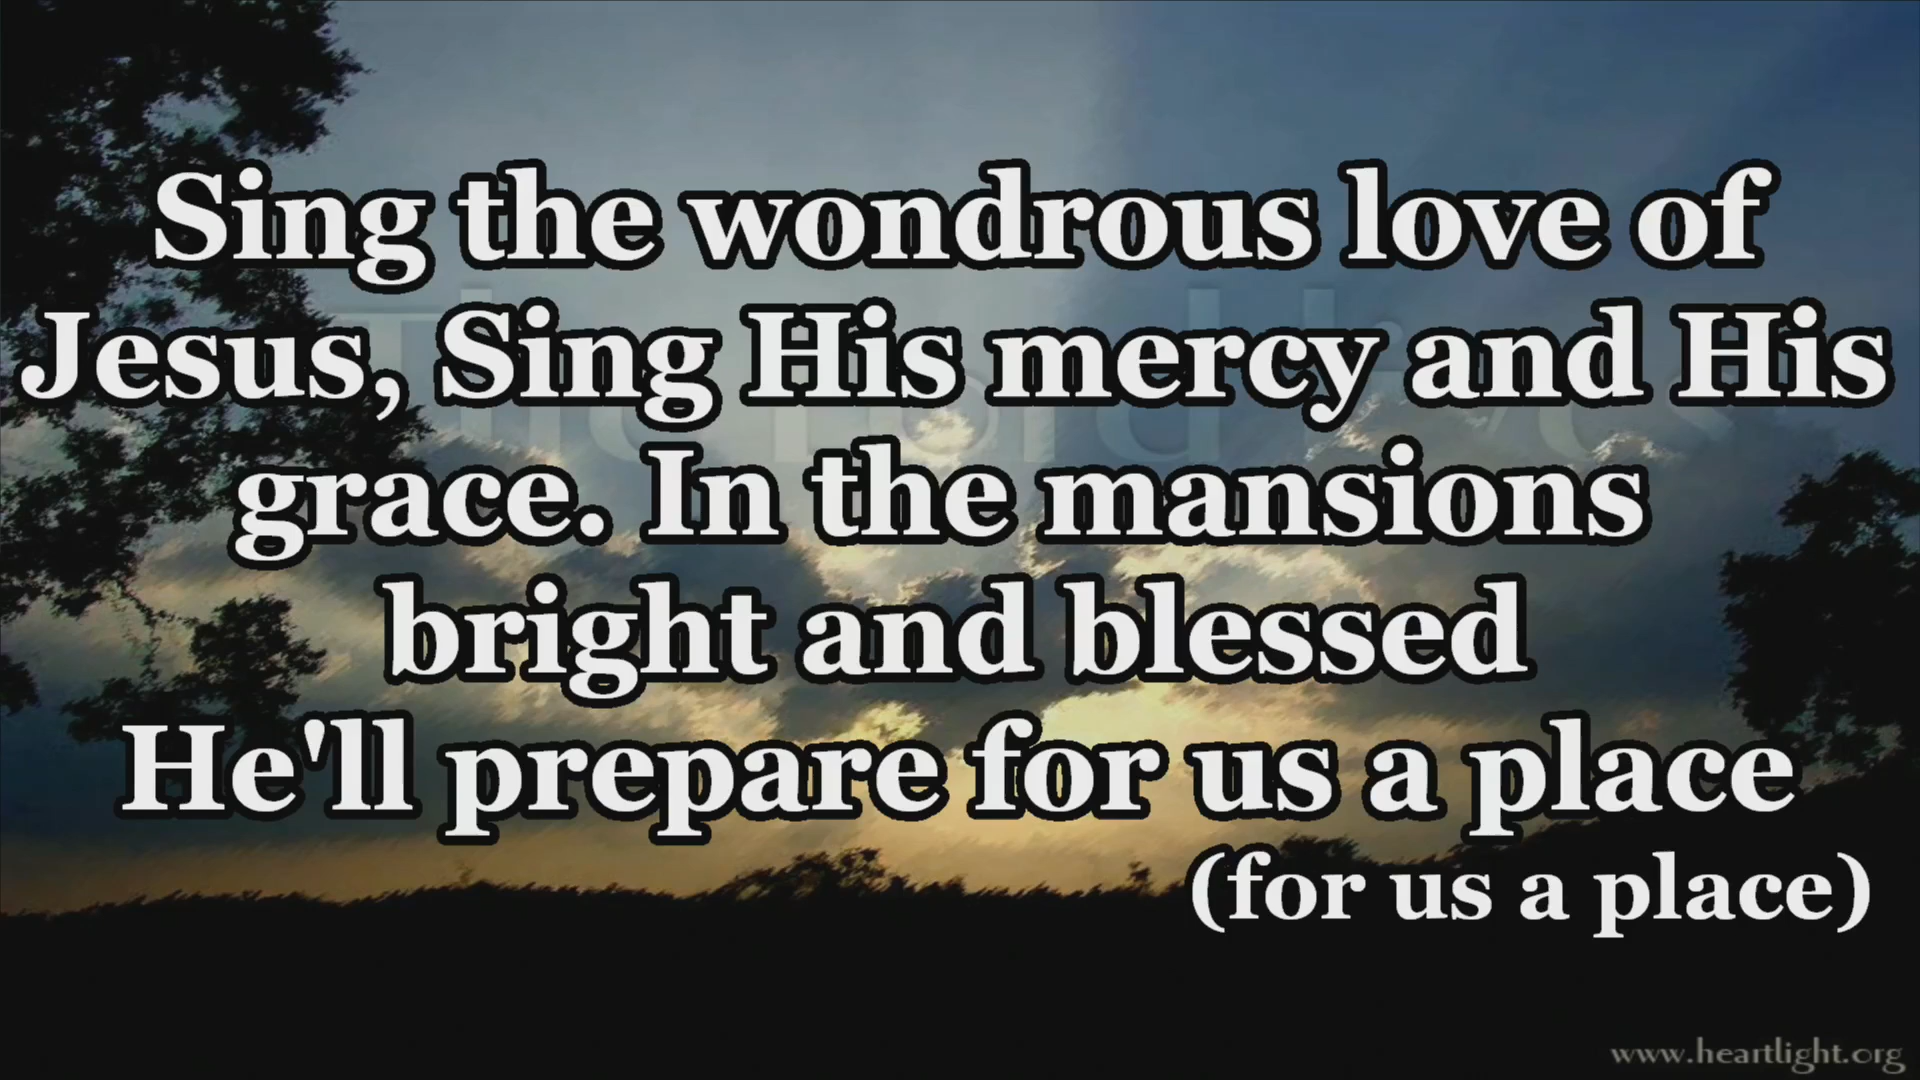 Sing the wondrous love of
Jesus, Sing His mercy and His
grace. In the mansions
bright and blessed
He'll prepare for us a place
(for us a place)
www.heartlight.org